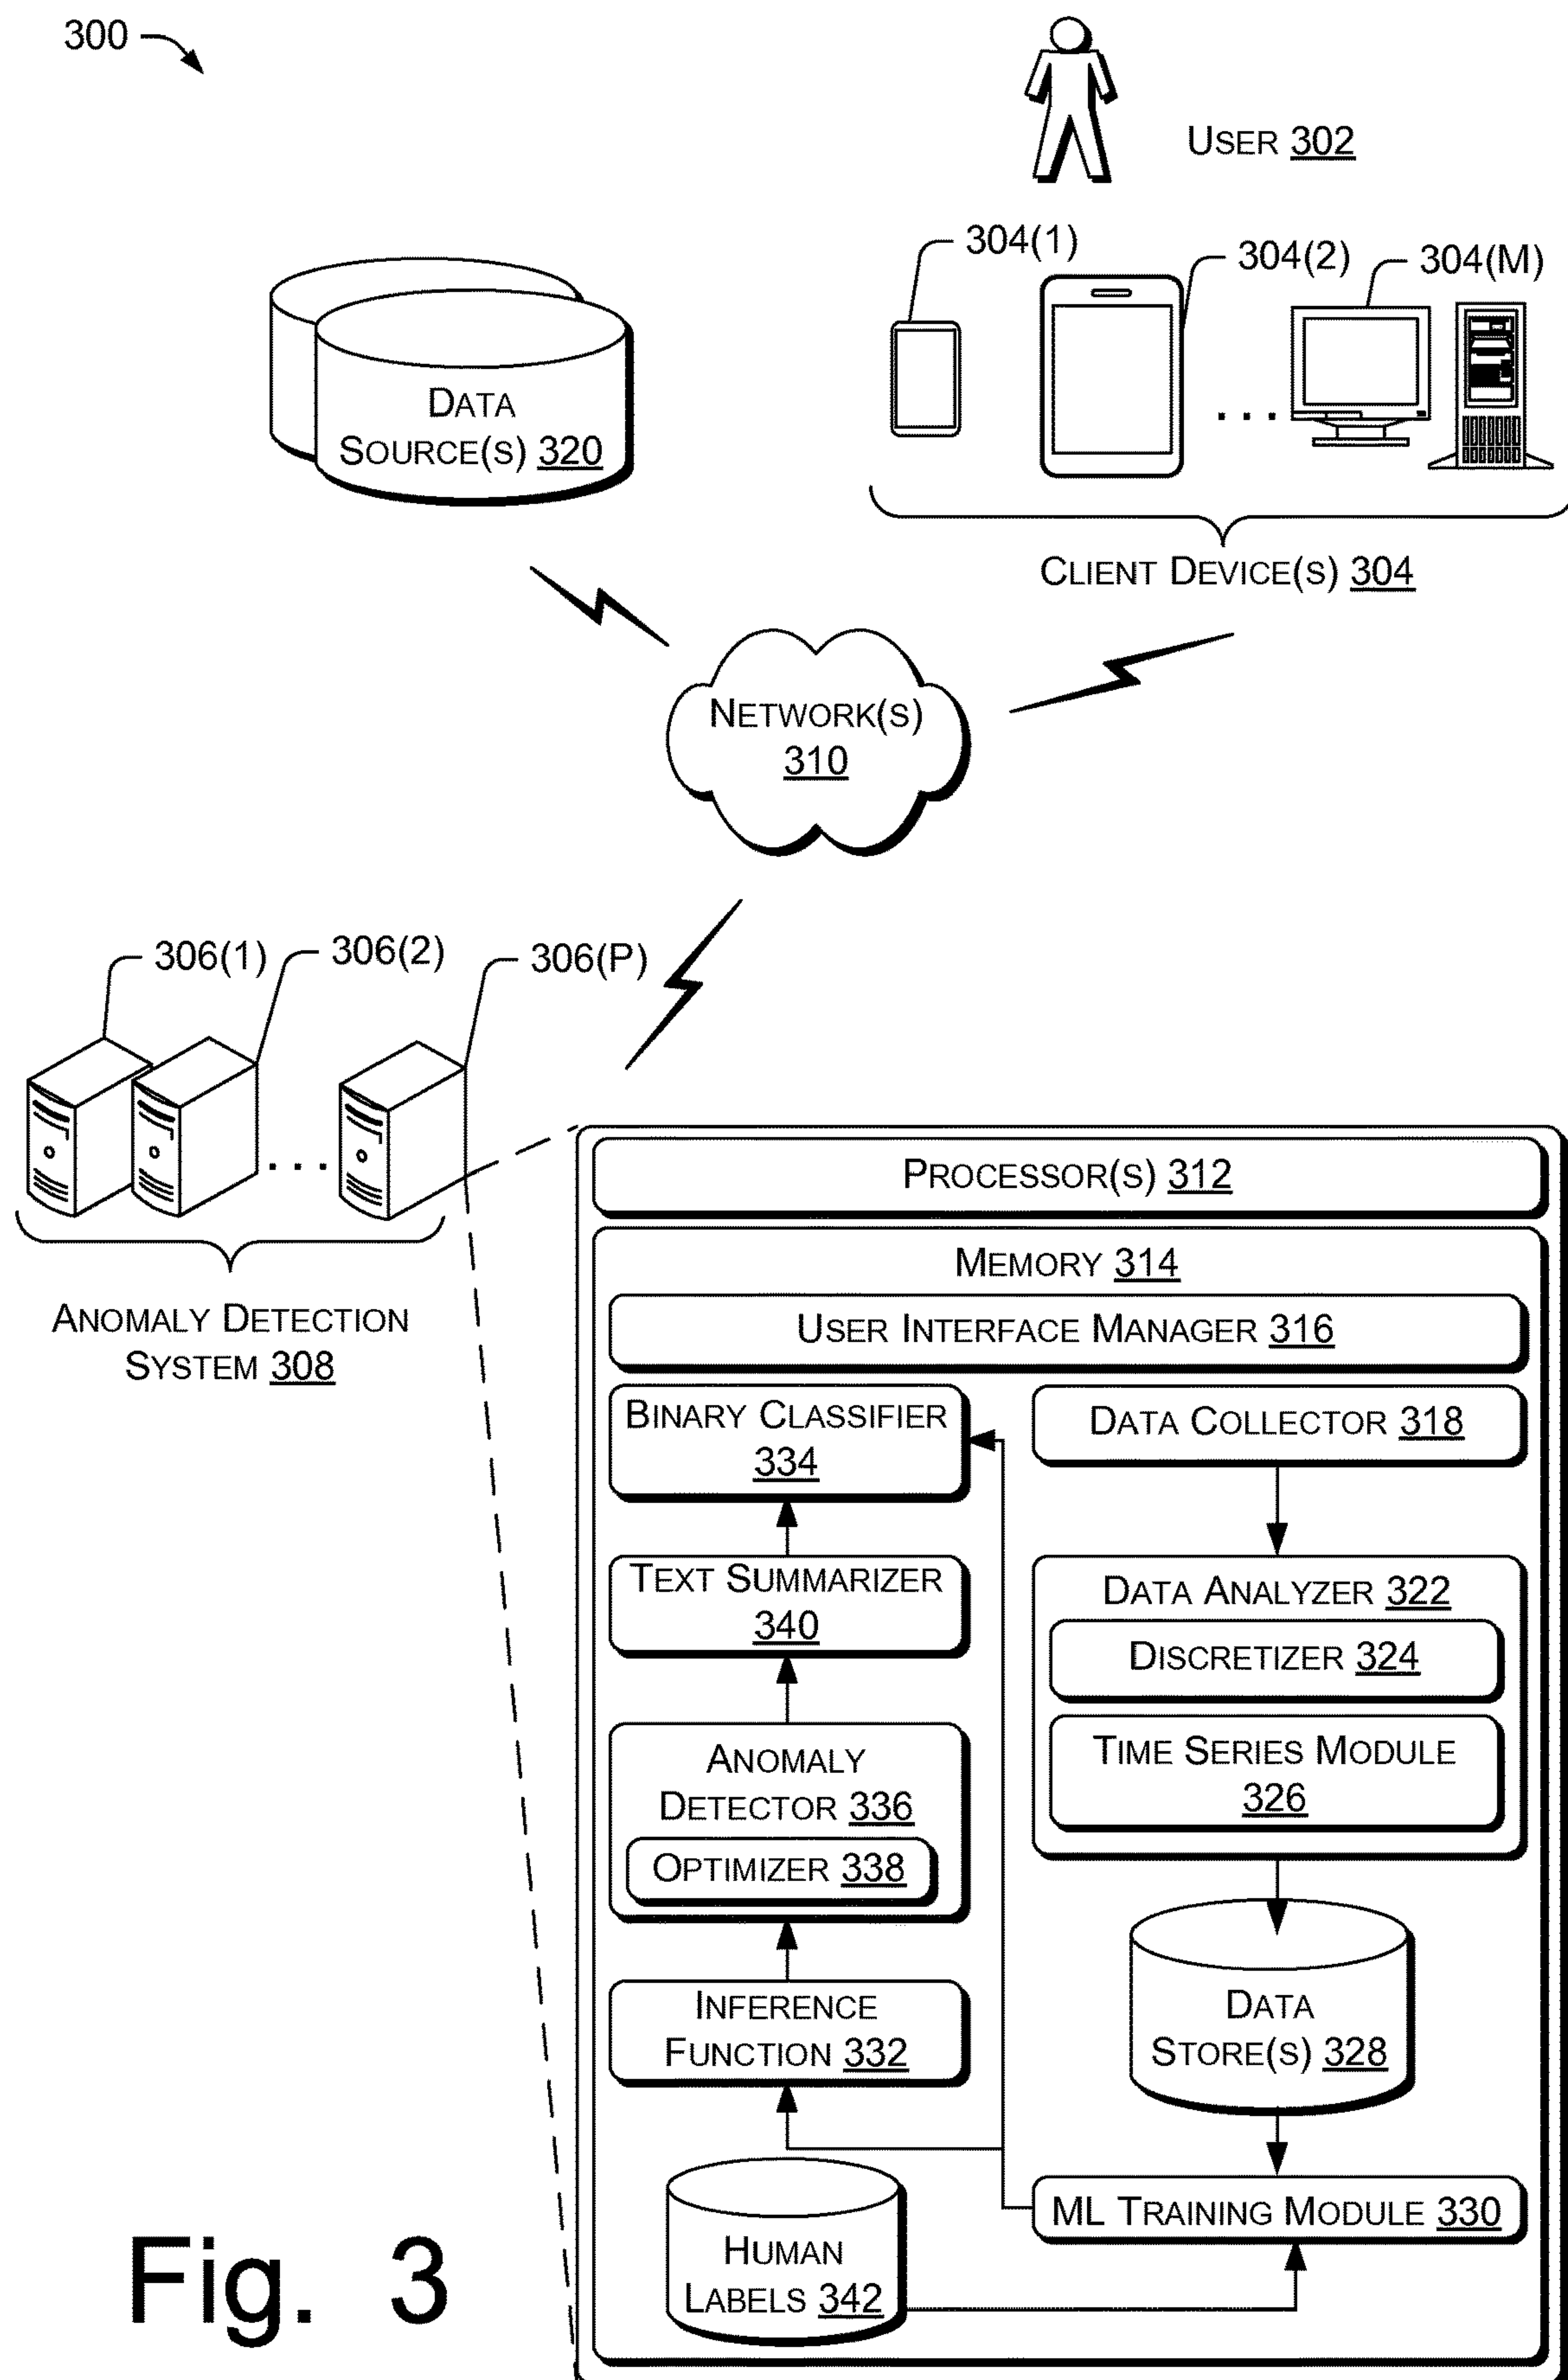 300
USER 302
304(1)
304(2)
304(M)
DATA
SOURCE(S) 320
CLIENT DEVICE(S) 304
NETWORK(S)
310
306(1)
306(2)
306(P)
ANOMALY DETECTION
SYSTEM 308
PROCESSOR(S) 312
MEMORY 314
USER INTERFACE MANAGER 316
BINARY CLASSIFIER
334
DATA COLLECTOR 318
TEXT SUMMARIZER
340
DATA ANALYZER 322
DISCRETIZER 324
TIME SERIES MODULE
326
ANOMALY
DETECTOR 336
OPTIMIZER 338
INFERENCE
FUNCTION 332
DATA
STORE(S) 328
ML TRAINING MODULE 330
HUMAN
LABELS 342
Fig. 3